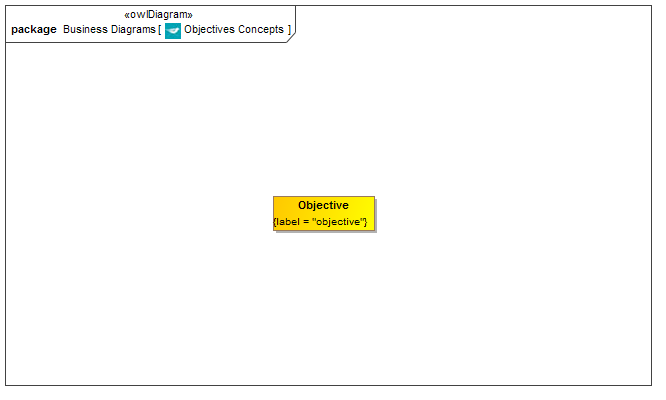 «owlDiagram»
package Business Diagrams [ Objectives Concepts ]
Objective
{label = "objective"}